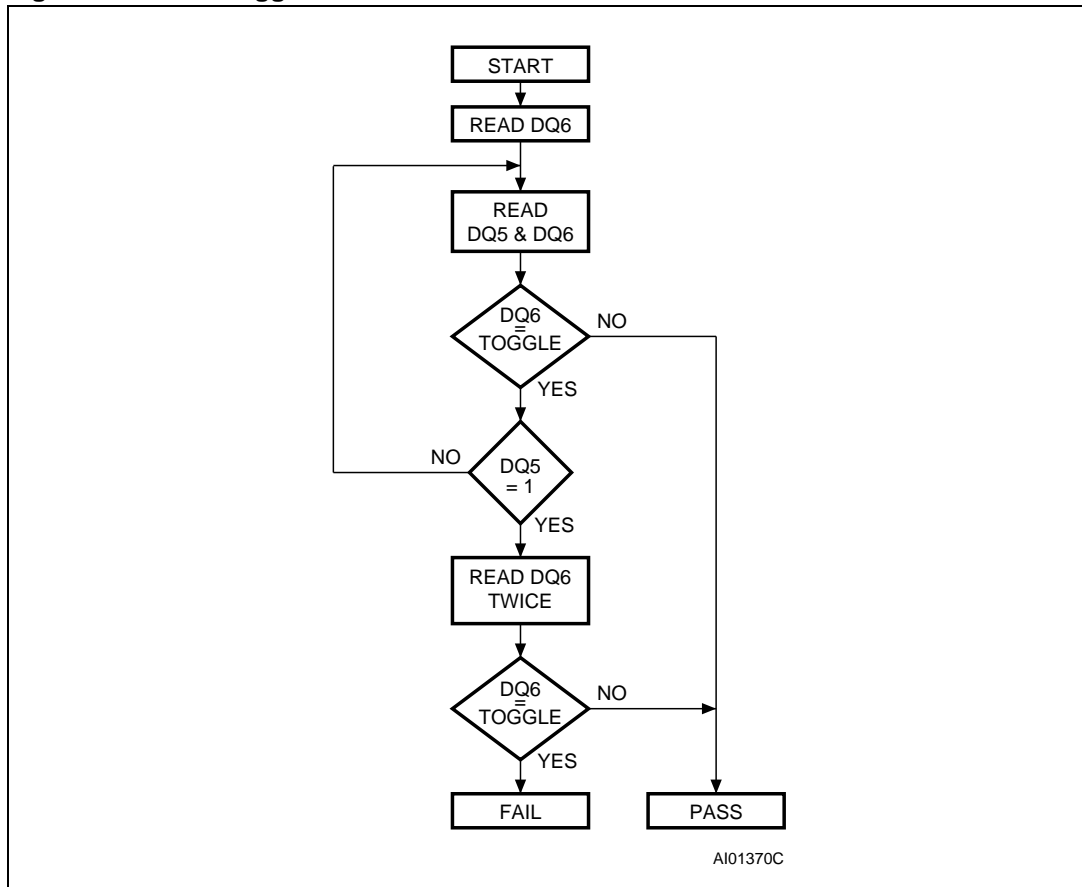 START
READ DQ6
READ
DQ5 & DQ6
DQ6
=
TOGGLE
NO
YES
NO
DQ5
= 1
YES
READ DQ6
TWICE
DQ6
=
TOGGLE
NO
YES
FAIL
PASS
AI01370C